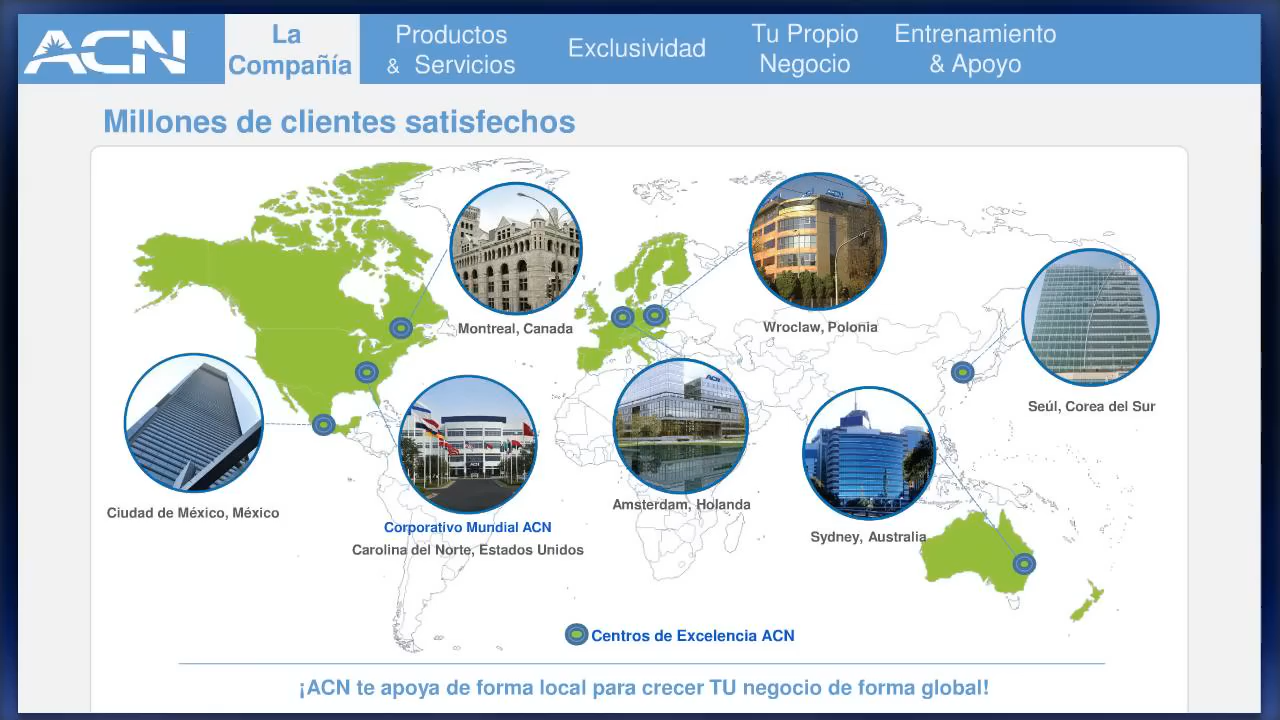 ACN
La
Compañía
Productos
& Servicios
Exclusividad
Tu Propio
Negocio
Entrenamiento
& Apoyo
Millones de clientes satisfechos
Montreal, Canada
Wroclaw, Polonia
Seúl, Corea del Sur
Ciudad de México, México
ACN
Corporativo Mundial ACN
Carolina del Norte, Estados Unidos
ACN
Amsterdam, Holanda
Sydney, Australia
Centros de Excelencia ACN
¡ACN te apoya de forma local para crecer TU negocio de forma global!